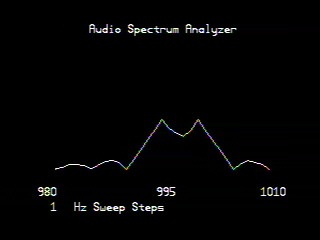 Audio Spectrum Analyzer
980 995 1010
1 Hz Sweep Steps